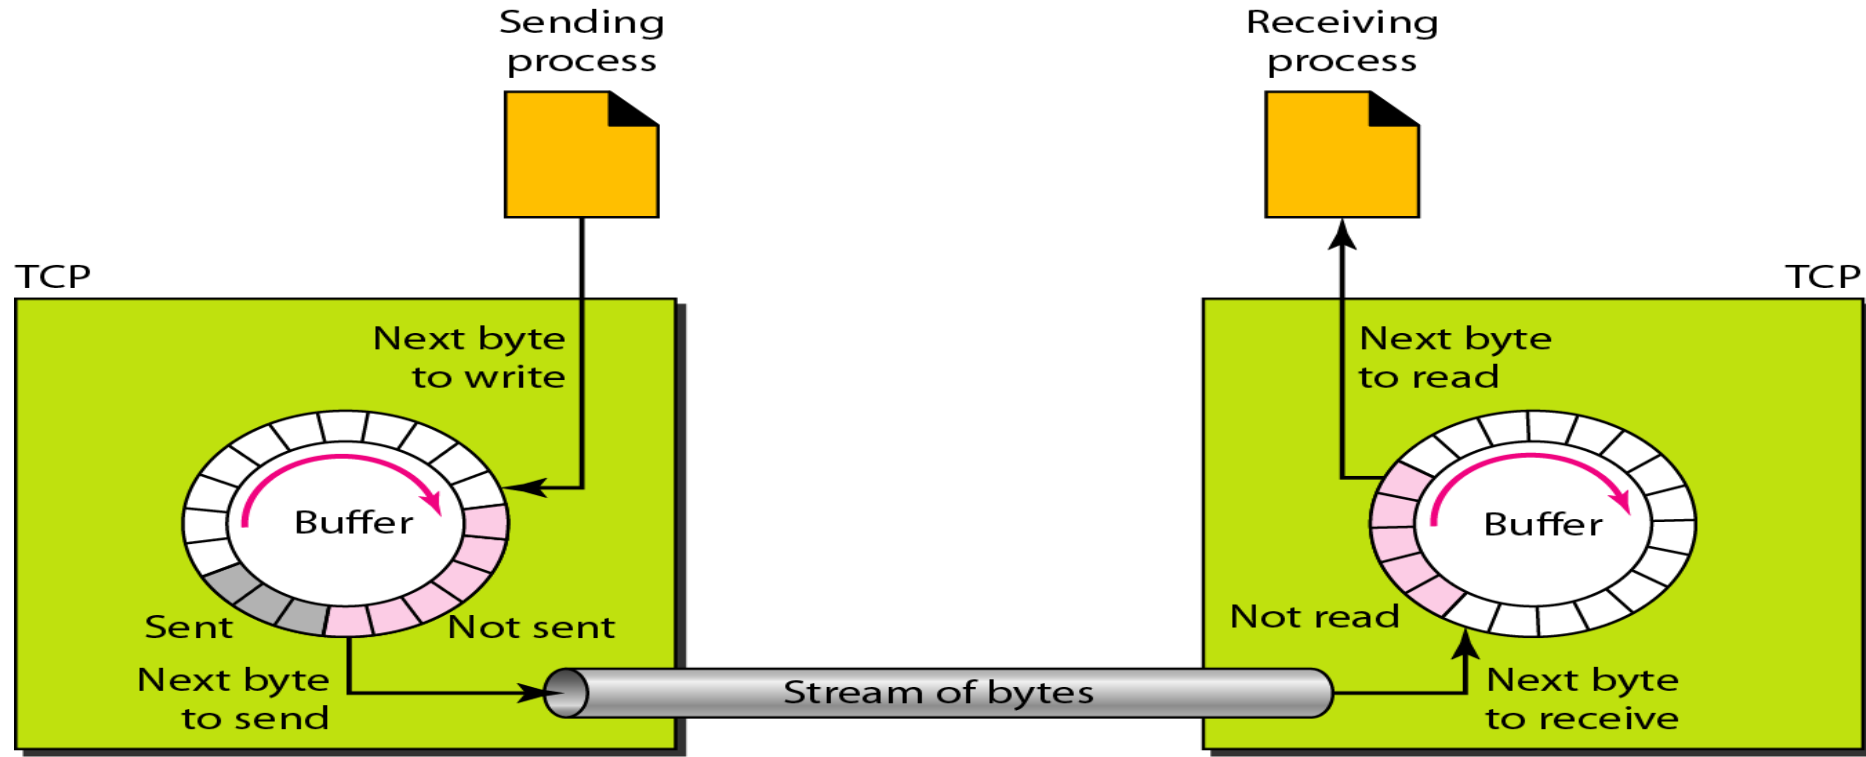 Sending
process
Receiving
process
TCP
TCP
Next byte
to write
Next byte
to read
Buffer
Buffer
Sent
Not sent
Not read
Next byte
to send
Stream of bytes
Next byte
to receive